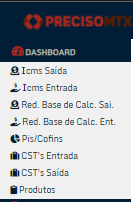 PRECISOMTX
DASHBOARD
Icms Saída
Icms Entrada
Red. Base de Calc. Sai.
Red. Base de Calc. Ent.
Pis/Cofins
CST's Entrada
CST's Saída
Produtos